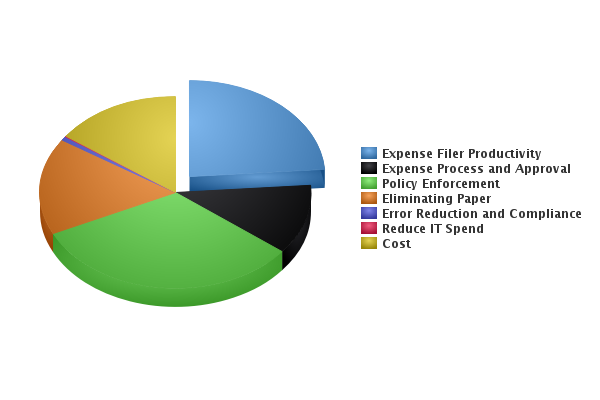 Expense Filer Productivity
Expense Process and Approval
Policy Enforcement
Eliminating Paper
Error Reduction and Compliance
Reduce IT Spend
Cost